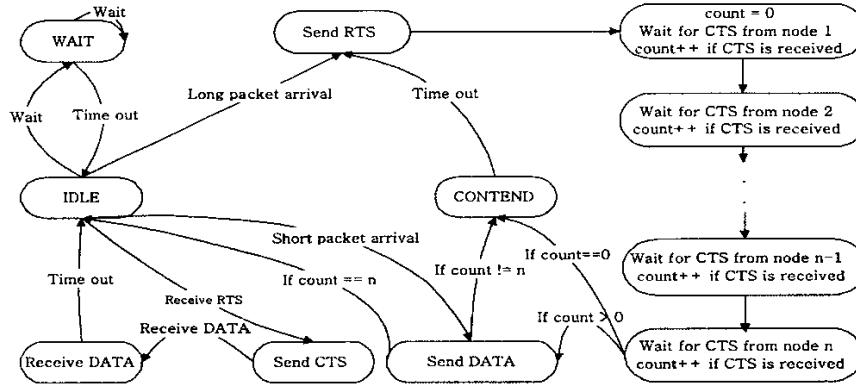 Wait
WAIT
Send RTS
count = 0
Wait for CTS from node 1
count++ if CTS is received
Long packet arrival
Time out
Wait
Time out
Wait for CTS from node 2
count++ if CTS is received
IDLE
CONTEND
Short packet arrival
If count == n
If count != n
If count==0
Wait for CTS from node n-1
count++ if CTS is received
Time out
Receive RTS
Receive DATA
If count > 0
Receive DATA
Send CTS
Send DATA
Wait for CTS from node n
count++ if CTS is received